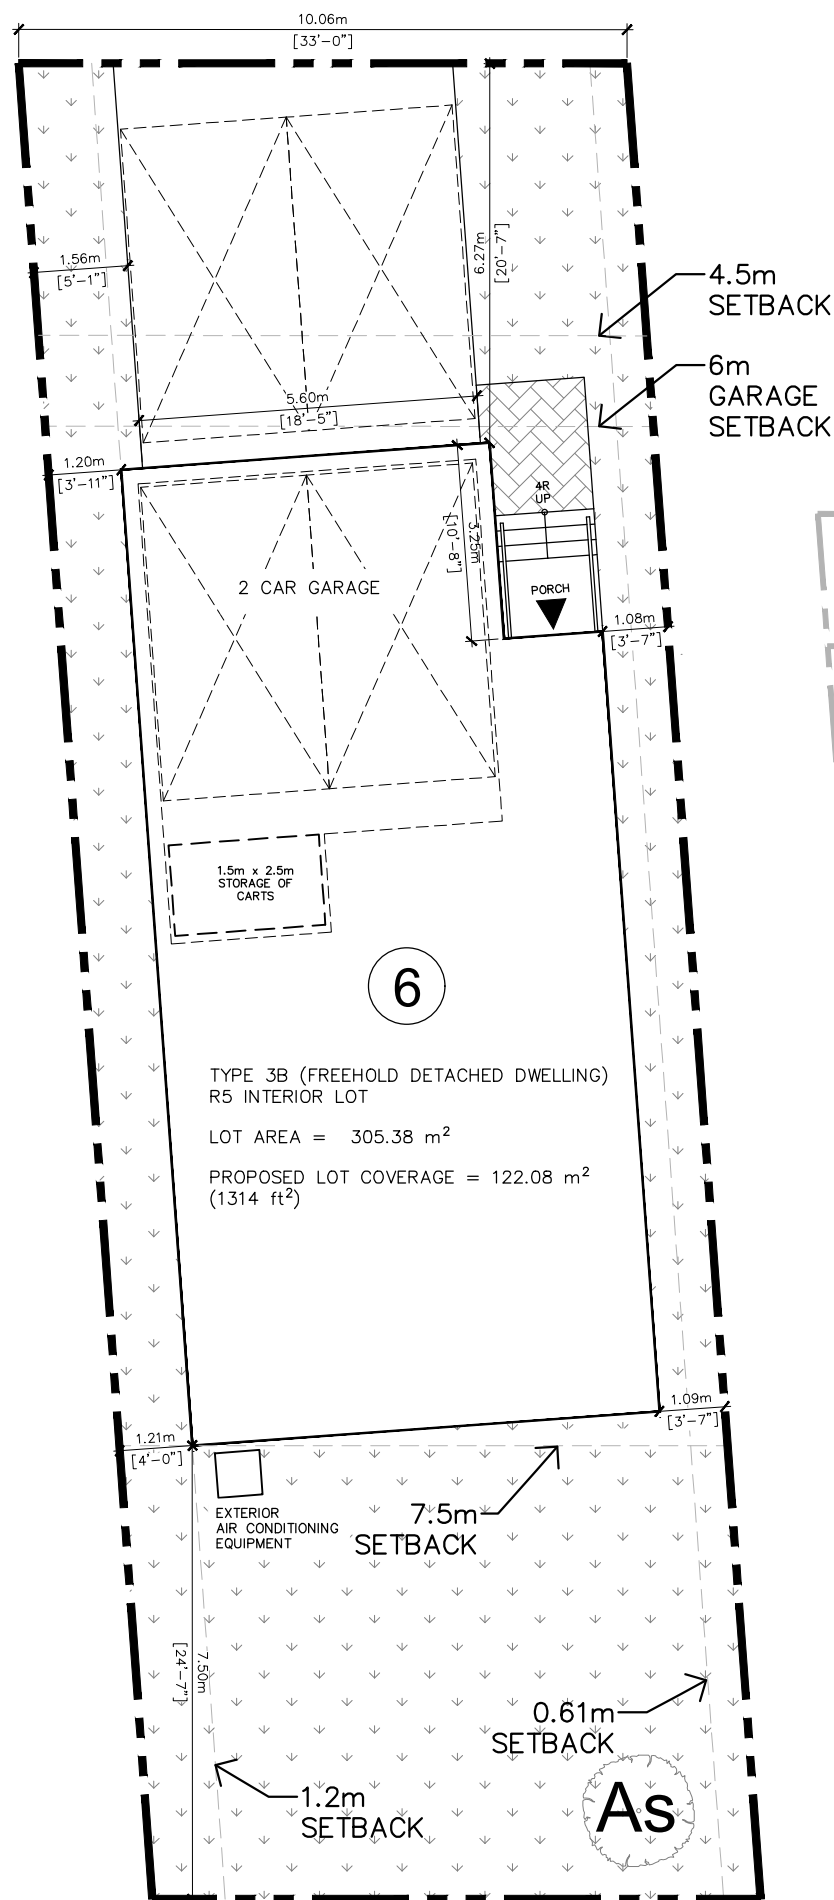 10.06m
[33'-0"]
1.56m
[5'-1"]
6.27m
[20'-7"]
4.5m
SETBACK
6m
GARAGE
SETBACK
5.60m
[18'-5"]
1.20m
[3'-11"]
3.25m
[10'-8"]
4R
UP
2 CAR GARAGE
PORCH
1.08m
[3'-7"]
1.5m x 2.5m
STORAGE OF
CARTS
6
TYPE 3B (FREEHOLD DETACHED DWELLING)
R5 INTERIOR LOT
LOT AREA = 305.38 m²
PROPOSED LOT COVERAGE = 122.08 m²
(1314 ft²)
1.09m
[3'-7"]
1.21m
[4'-0"]
EXTERIOR
AIR CONDITIONING
EQUIPMENT
7.5m
SETBACK
7.50m
[24'-7"]
0.61m
SETBACK
1.2m
SETBACK
As